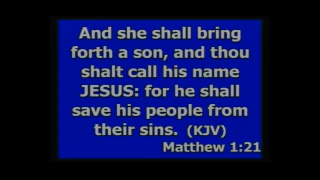 And she shall bring
forth a son, and thou
shalt call his name
JESUS: for he shall
save his people from
their sins. (KJV)
Matthew 1:21